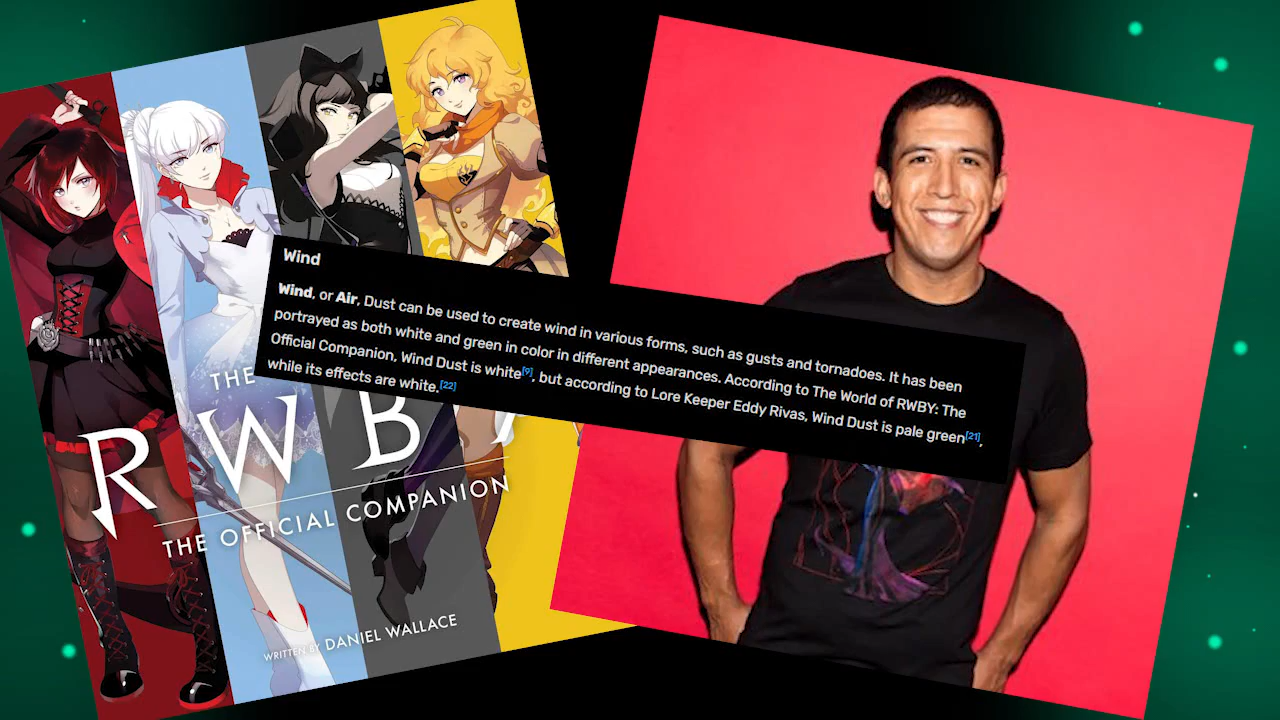 THE
RWBY
THE OFFICIAL COMPANION
WRITTEN BY DANIEL WALLACE
Wind
Wind, or Air, Dust can be used to create wind in various forms, such as gusts and tornadoes. It has been
portrayed as both white and green in color in different appearances. According to The World of RWBY: The
Official Companion, Wind Dust is white[9], but according to Lore Keeper Eddy Rivas, Wind Dust is pale green[21],
while its effects are white.[22]